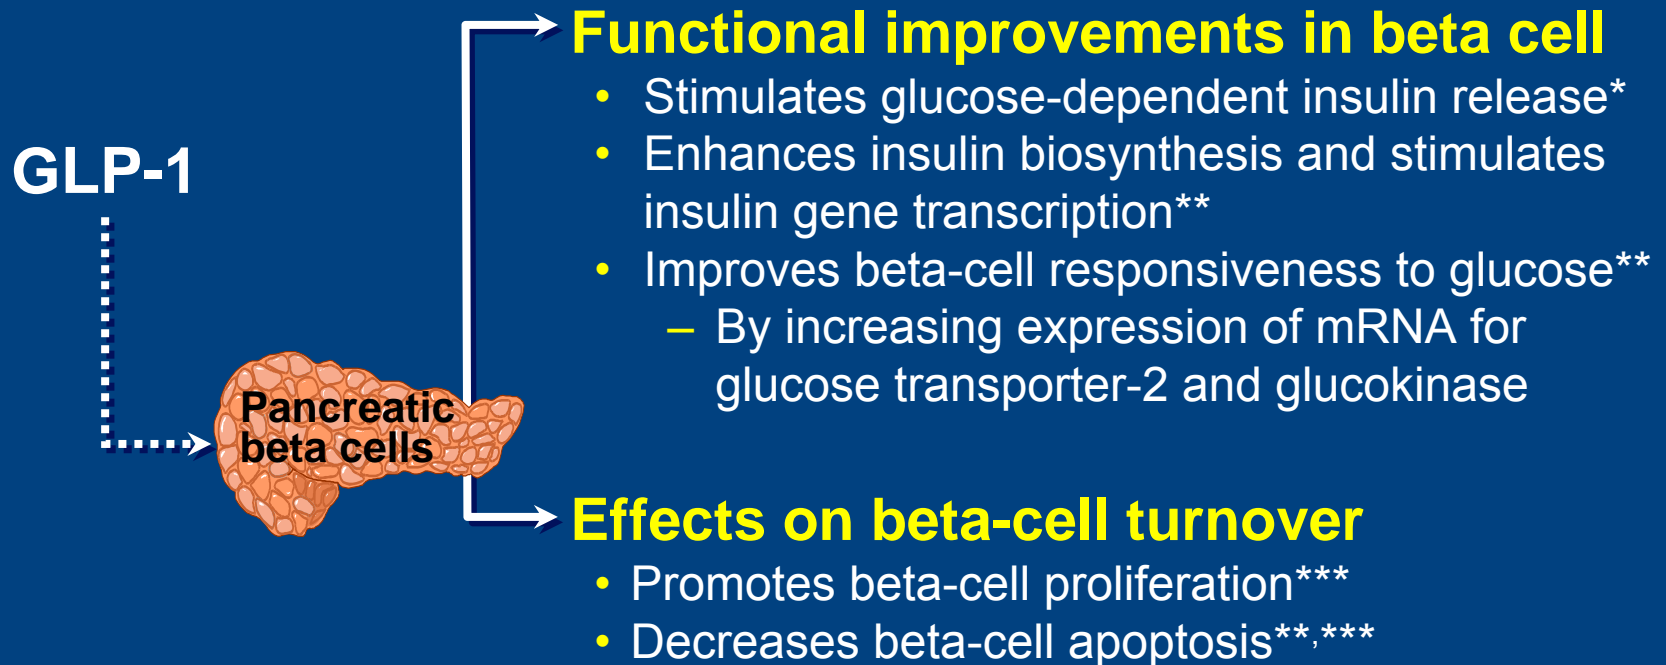 GLP-1
Pancreatic
beta cells
Functional improvements in beta cell
• Stimulates glucose-dependent insulin release*
• Enhances insulin biosynthesis and stimulates
insulin gene transcription**
• Improves beta-cell responsiveness to glucose**
– By increasing expression of mRNA for
glucose transporter-2 and glucokinase
Effects on beta-cell turnover
• Promotes beta-cell proliferation***
• Decreases beta-cell apoptosis**,***